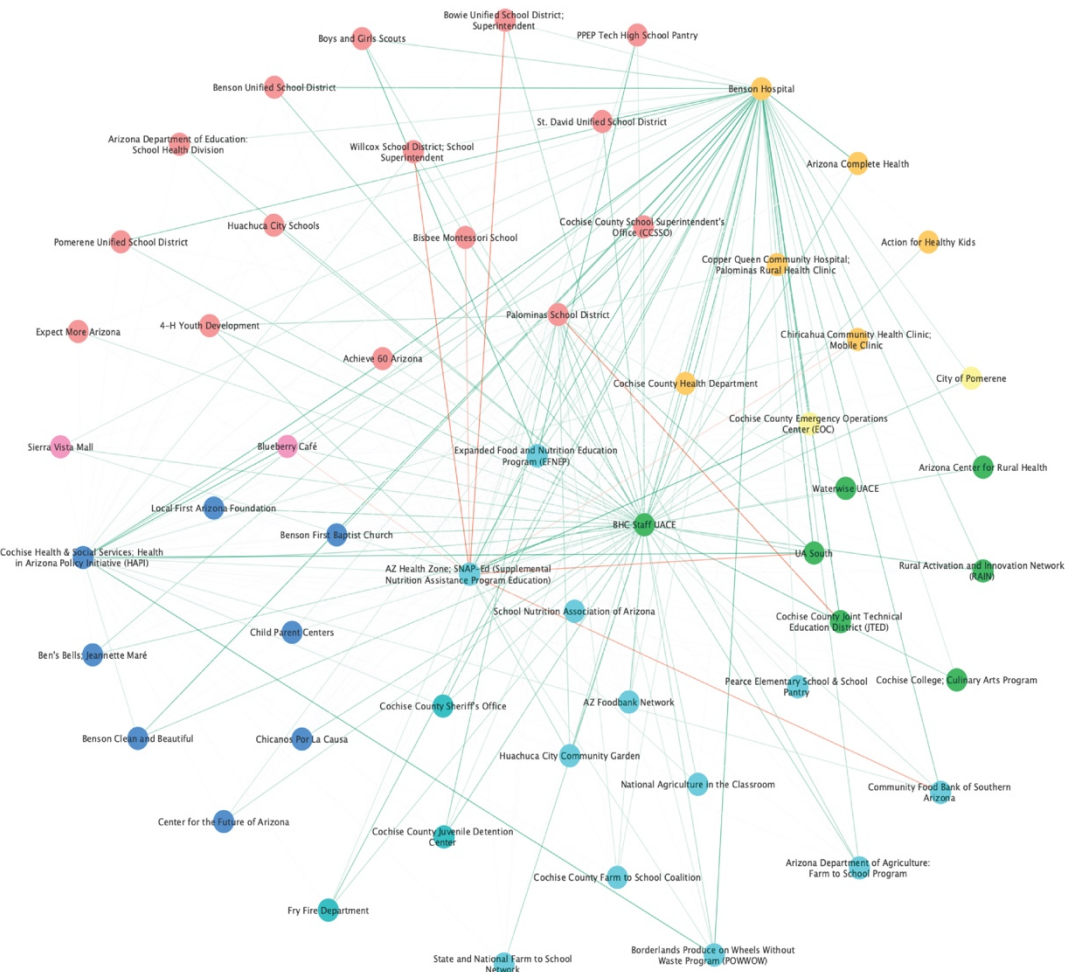 Bowie Unified School District;
Superintendent
Boys and Girls Scouts
PPEP Tech High School Pantry
Benson Unified School District
Benson Hospital
St. David Unified School District
Arizona Department of Education:
School Health Division
Willcox School District; School
Superintendent
Arizona Complete Health
Huachuca City Schools
Cochise County School Superintendent's
Office (CCSSO)
Pomerene Unified School District
Bisbee Montessori School
Action for Healthy Kids
Copper Queen Community Hospital;
Palominas Rural Health Clinic
Palominas School District
Expect More Arizona
4-H Youth Development
Chiricahua Community Health Clinic;
Mobile Clinic
Achieve 60 Arizona
Cochise County Health Department
City of Pomerene
Cochise County Emergency Operations
Center (EOC)
Sierra Vista Mall
Blueberry Café
Expanded Food and Nutrition Education
Program (EFNEP)
Arizona Center for Rural Health
Waterwise UACE
Local First Arizona Foundation
BHC Staff UACE
Benson First Baptist Church
Cochise Health & Social Services; Health
in Arizona Policy Initiative (HAPI)
UA South
AZ Health Zone; SNAP-Ed (Supplemental
Nutrition Assistance Program Education)
Rural Activation and Innovation Network
(RAIN)
School Nutrition Association of Arizona
Cochise County Joint Technical
Education District (JTED)
Child Parent Centers
Ben's Bells; Jeannette Maré
Pearce Elementary School & School
Pantry
Cochise College; Culinary Arts Program
Cochise County Sheriff's Office
AZ Foodbank Network
Benson Clean and Beautiful
Chicanos Por La Causa
Huachuca City Community Garden
National Agriculture in the Classroom
Community Food Bank of Southern
Arizona
Center for the Future of Arizona
Cochise County Juvenile Detention
Center
Arizona Department of Agriculture:
Farm to School Program
Cochise County Farm to School Coalition
Fry Fire Department
Borderlands Produce on Wheels Without
Waste Program (POWWOW)
State and National Farm to School
Network